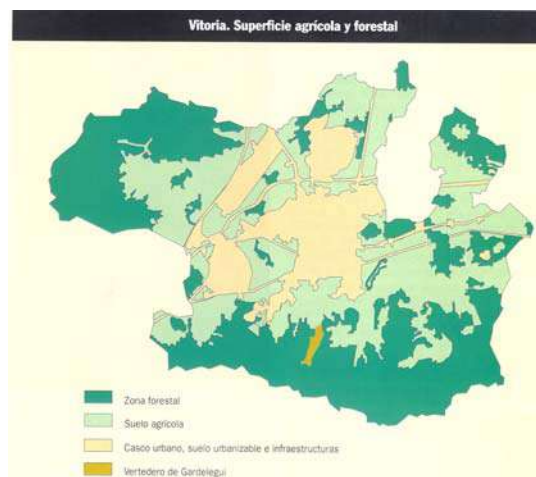 Vitoria. Superficie agrícola y forestal
Zona forestal
Suelo agrícola
Casco urbano, suelo urbanizable e infraestructuras
Vertedero de Gardelegui